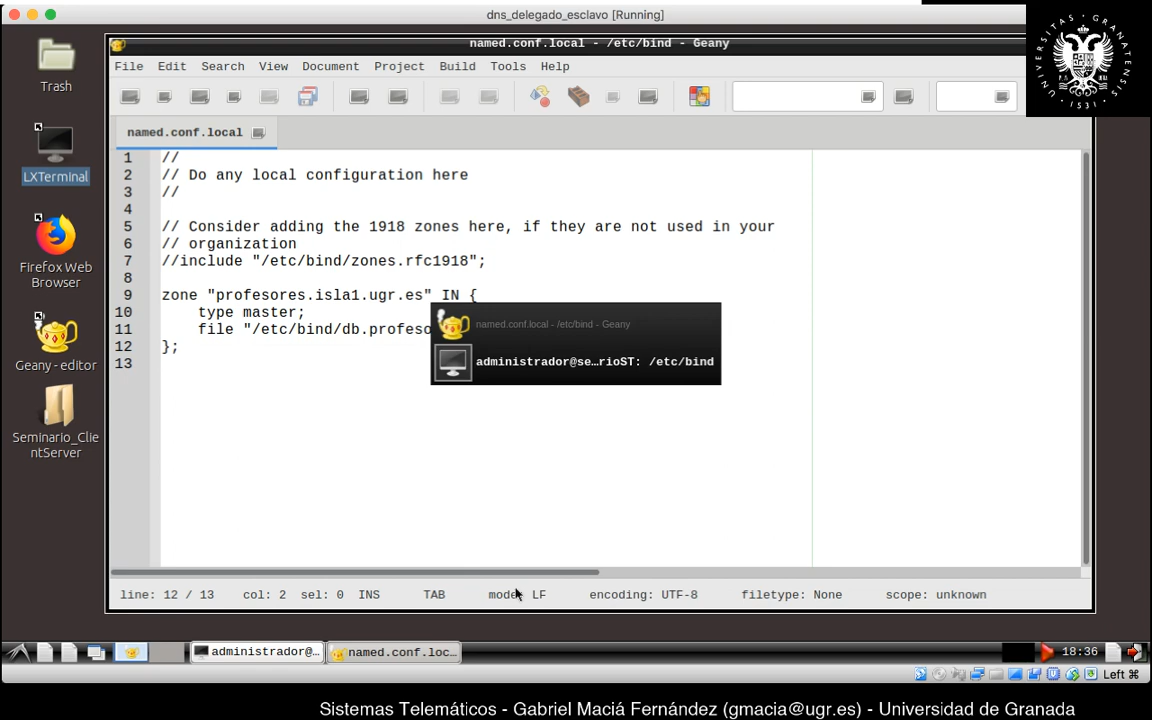 dns_delegado_esclavo [Running]
named.conf.local - /etc/bind - Geany
UNIVERSITAS · GRANATENSIS · 1531 ·
File Edit Search View Document Project Build Tools Help
named.conf.local
1 //
2 // Do any local configuration here
3 //
4
5 // Consider adding the 1918 zones here, if they are not used in your
6 // organization
7 //include "/etc/bind/zones.rfc1918";
8
9 zone "profesores.isla1.ugr.es" IN {
10 type master;
11 file "/etc/bind/db.profeso
12 };
13
named.conf.local - /etc/bind - Geany
administrador@se…rioST: /etc/bind
Trash
LXTerminal
Firefox Web
Browser
Geany - editor
Seminario_Clie
ntServer
line: 12 / 13 col: 2 sel: 0 INS TAB mode: LF encoding: UTF-8 filetype: None scope: unknown
administrador@… named.conf.loc… 18:36
Left ⌘
Sistemas Telemáticos - Gabriel Maciá Fernández (gmacia@ugr.es) - Universidad de Granada